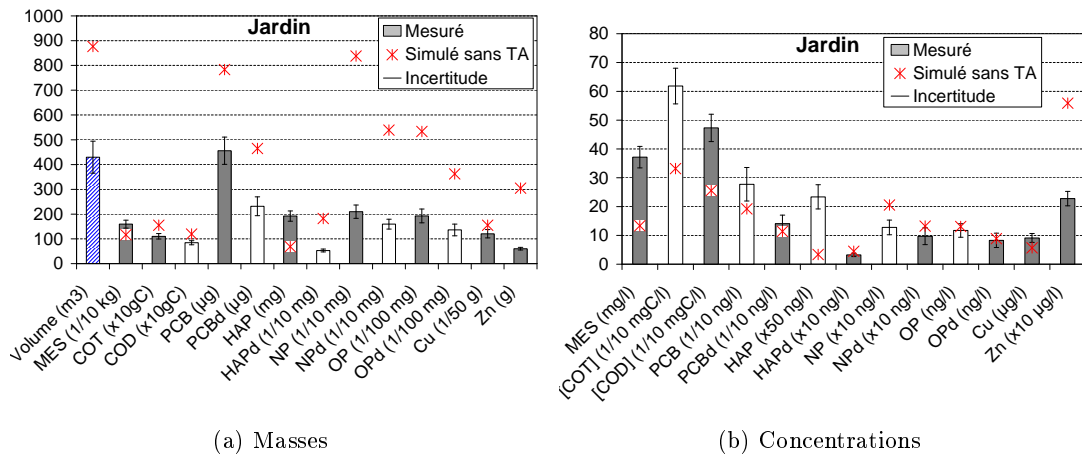 Jardin
1000
900
800
700
600
500
400
300
200
100
0
Mesuré
Simulé sans TA
Incertitude
Volume (m3)
MES (1/10 kg)
COT (x10gC)
COD (x10gC)
PCB (µg)
PCBd (µg)
HAP (mg)
HAPd (1/10 mg)
NP (1/10 mg)
NPd (1/10 mg)
OP (1/100 mg)
OPd (1/100 mg)
Cu (1/50 g)
Zn (g)
(a) Masses
Jardin
80
70
60
50
40
30
20
10
0
Mesuré
Simulé sans TA
Incertitude
MES (mg/l)
[COT] (1/10 mgC/l)
[COD] (1/10 mgC/l)
PCB (1/10 ng/l)
PCBd (1/10 ng/l)
HAP (x50 ng/l)
HAPd (x10 ng/l)
NP (x10 ng/l)
NPd (x10 ng/l)
OP (ng/l)
OPd (ng/l)
Cu (µg/l)
Zn (x10 µg/l)
(b) Concentrations